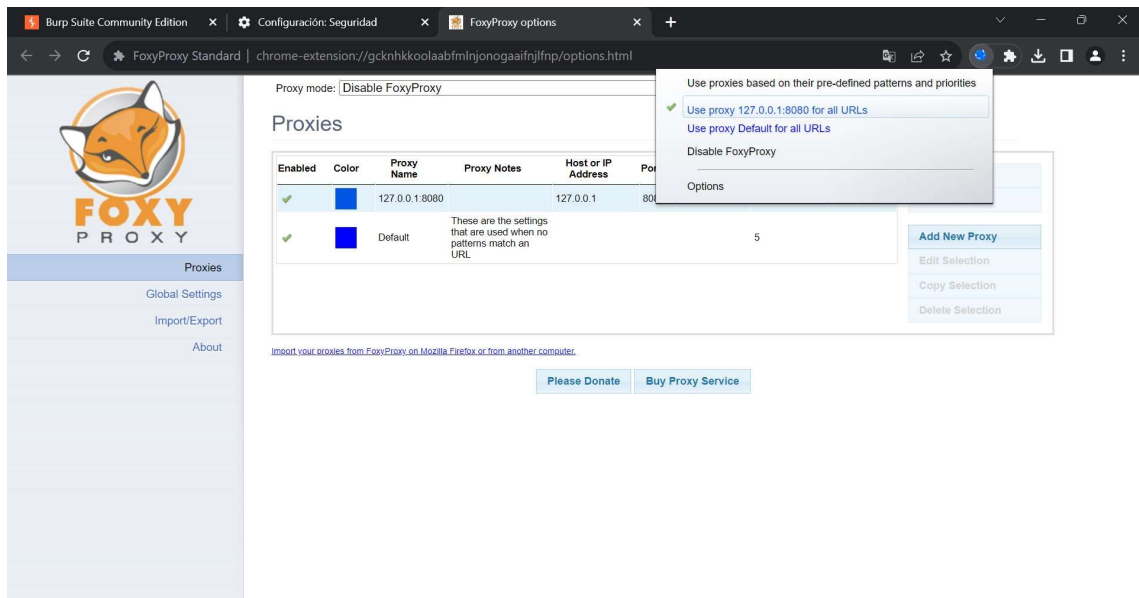 Burp Suite Community Edition
Configuración: Seguridad
FoxyProxy options
FoxyProxy Standard | chrome-extension://gcknhkkoolaabfmlnjonogaaifnjlfnp/options.html
FOXY
PROXY
Proxies
Global Settings
Import/Export
About
Proxy mode: Disable FoxyProxy
Use proxies based on their pre-defined patterns and priorities
Use proxy 127.0.0.1:8080 for all URLs
Use proxy Default for all URLs
Disable FoxyProxy
Options
Proxies
Enabled Color Proxy Name Proxy Notes Host or IP Address
127.0.0.1:8080 127.0.0.1
Default These are the settings that are used when no patterns match an URL 5
Add New Proxy
Edit Selection
Copy Selection
Delete Selection
Import your proxies from FoxyProxy on Mozilla Firefox or from another computer.
Please Donate
Buy Proxy Service